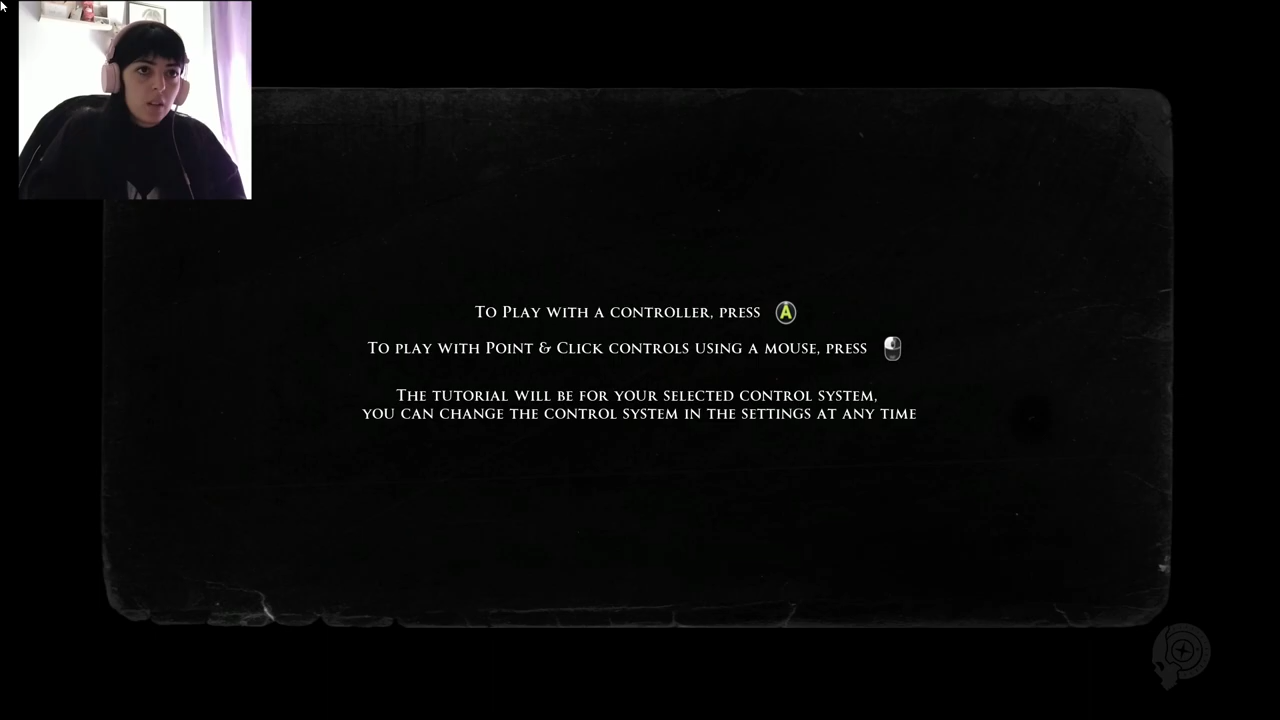 To Play with a controller, press A
To play with Point & Click controls using a mouse, press
The tutorial will be for your selected control system,
you can change the control system in the settings at any time